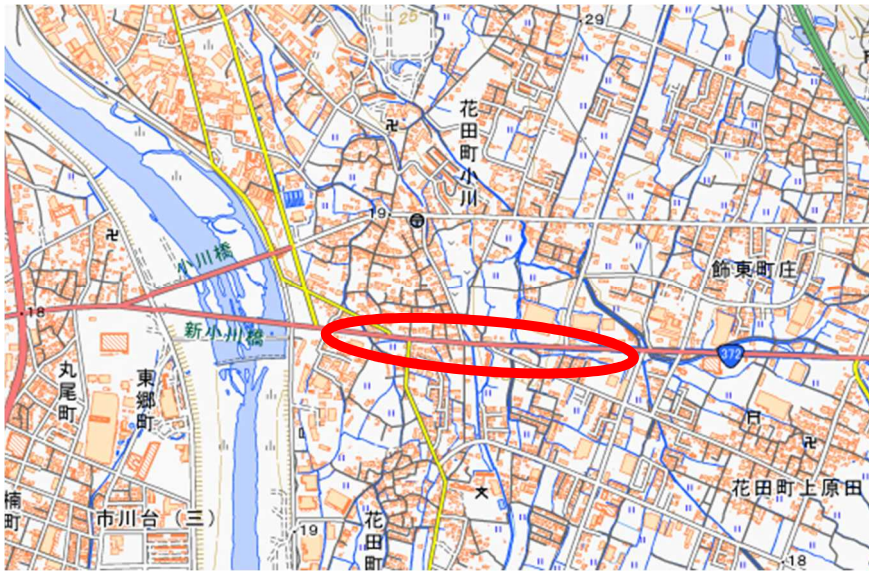 25
29
花田町小川
19
小川橋
飾東町庄
18
新小川橋
372
丸尾町
東郷町
花田町上原田
楠町
市川台(三)
19
花田町
18